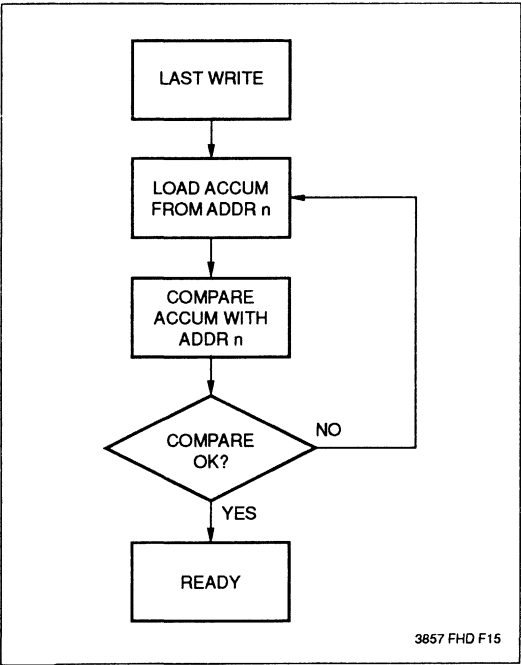 LAST WRITE
LOAD ACCUM
FROM ADDR n
COMPARE
ACCUM WITH
ADDR n
COMPARE
OK?
NO
YES
READY
3857 FHD F15